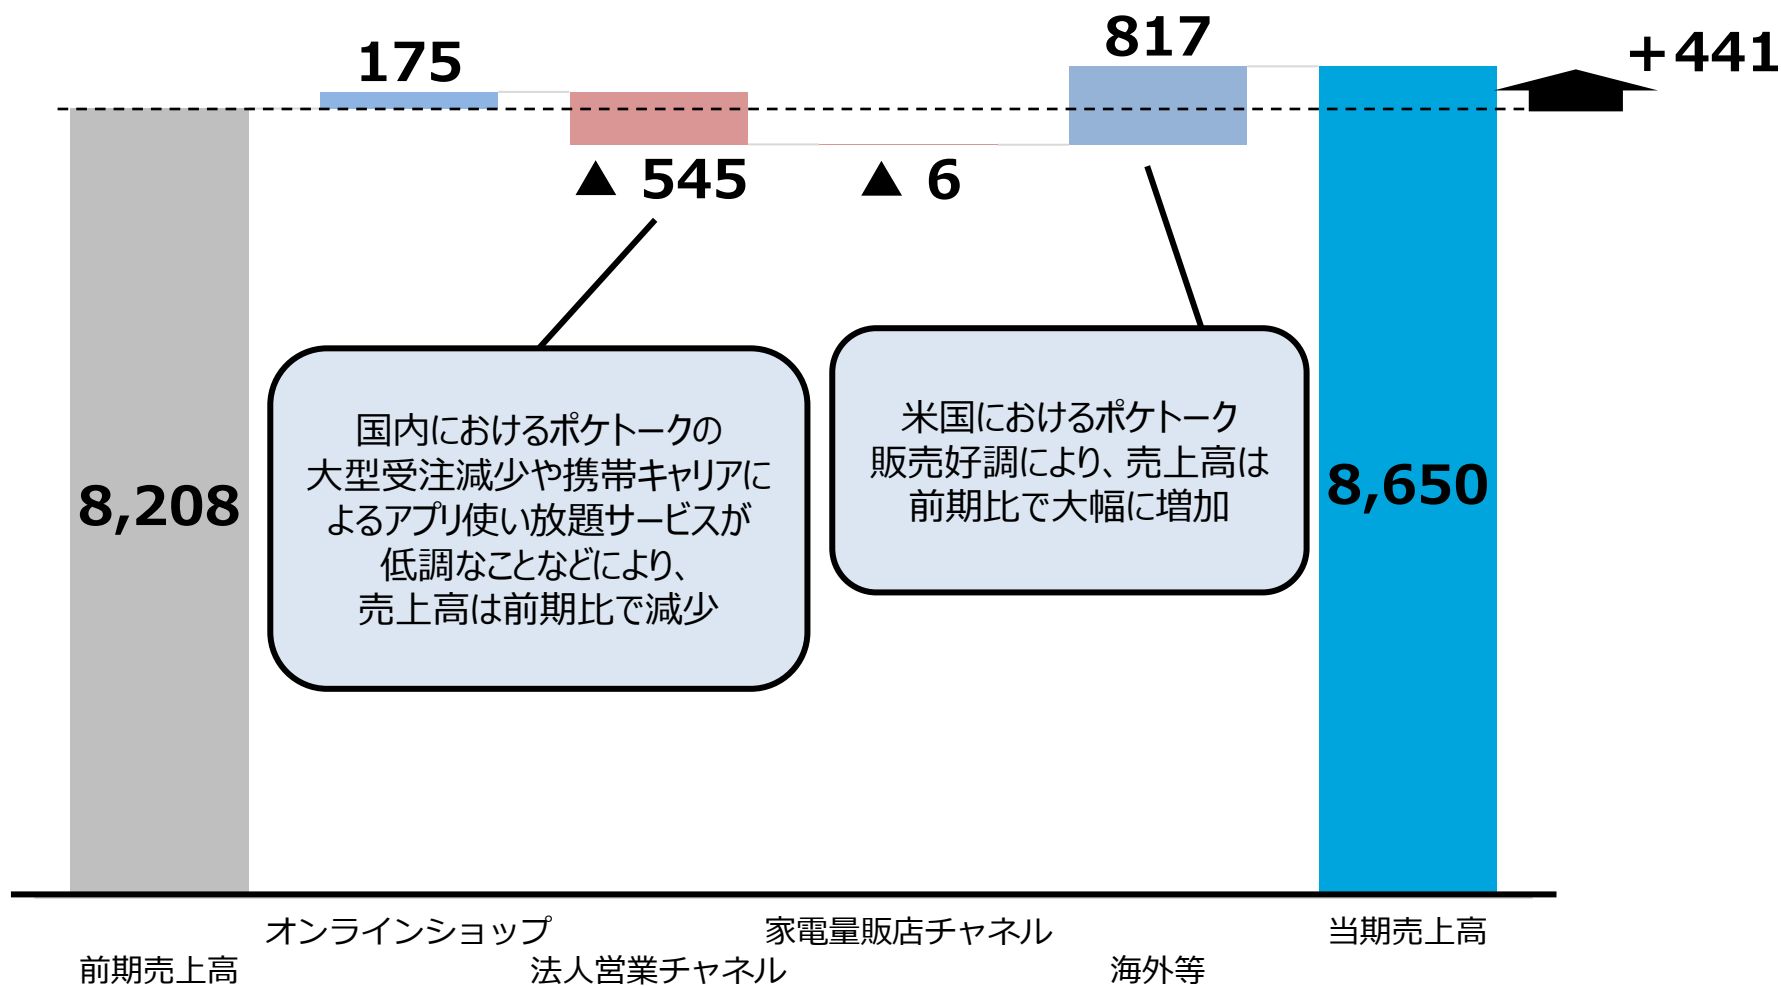 175
817
+441
▲ 545
▲ 6
国内におけるポケトークの
大型受注減少や携帯キャリアに
よるアプリ使い放題サービスが
低調なことなどにより、
売上高は前期比で減少
米国におけるポケトーク
販売好調により、売上高は
前期比で大幅に増加
8,208
8,650
オンラインショップ
家電量販店チャネル
当期売上高
前期売上高
法人営業チャネル
海外等